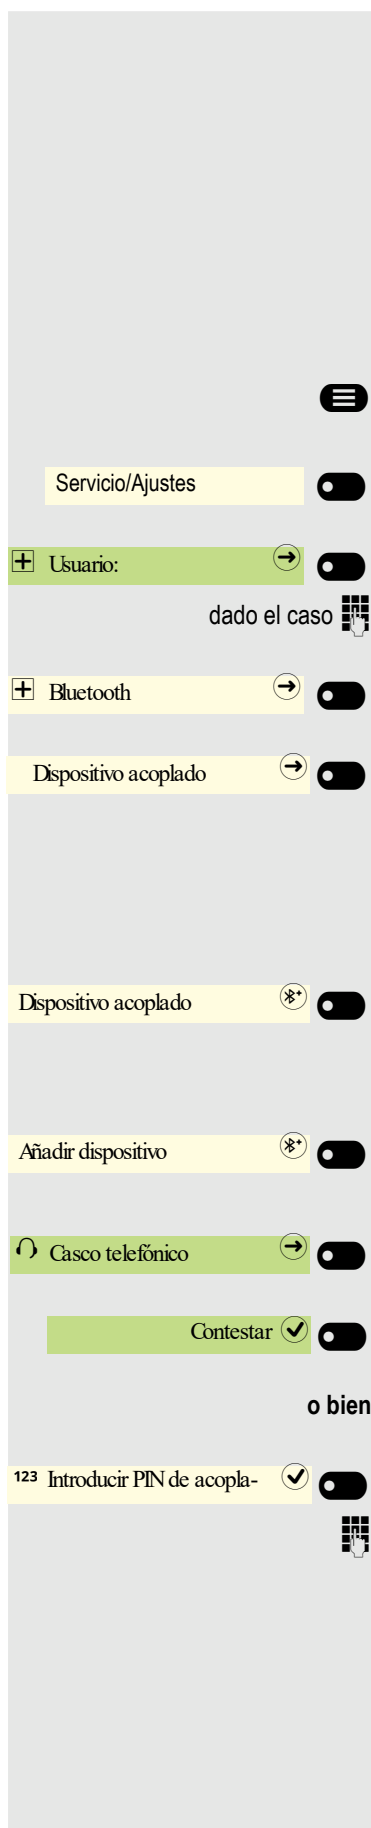 Servicio/Ajustes
Usuario:
dado el caso
Bluetooth
Dispositivo acoplado
Dispositivo acoplado
Añadir dispositivo
Casco telefónico
Contestar
o bien
123 Introducir PIN de acopla-